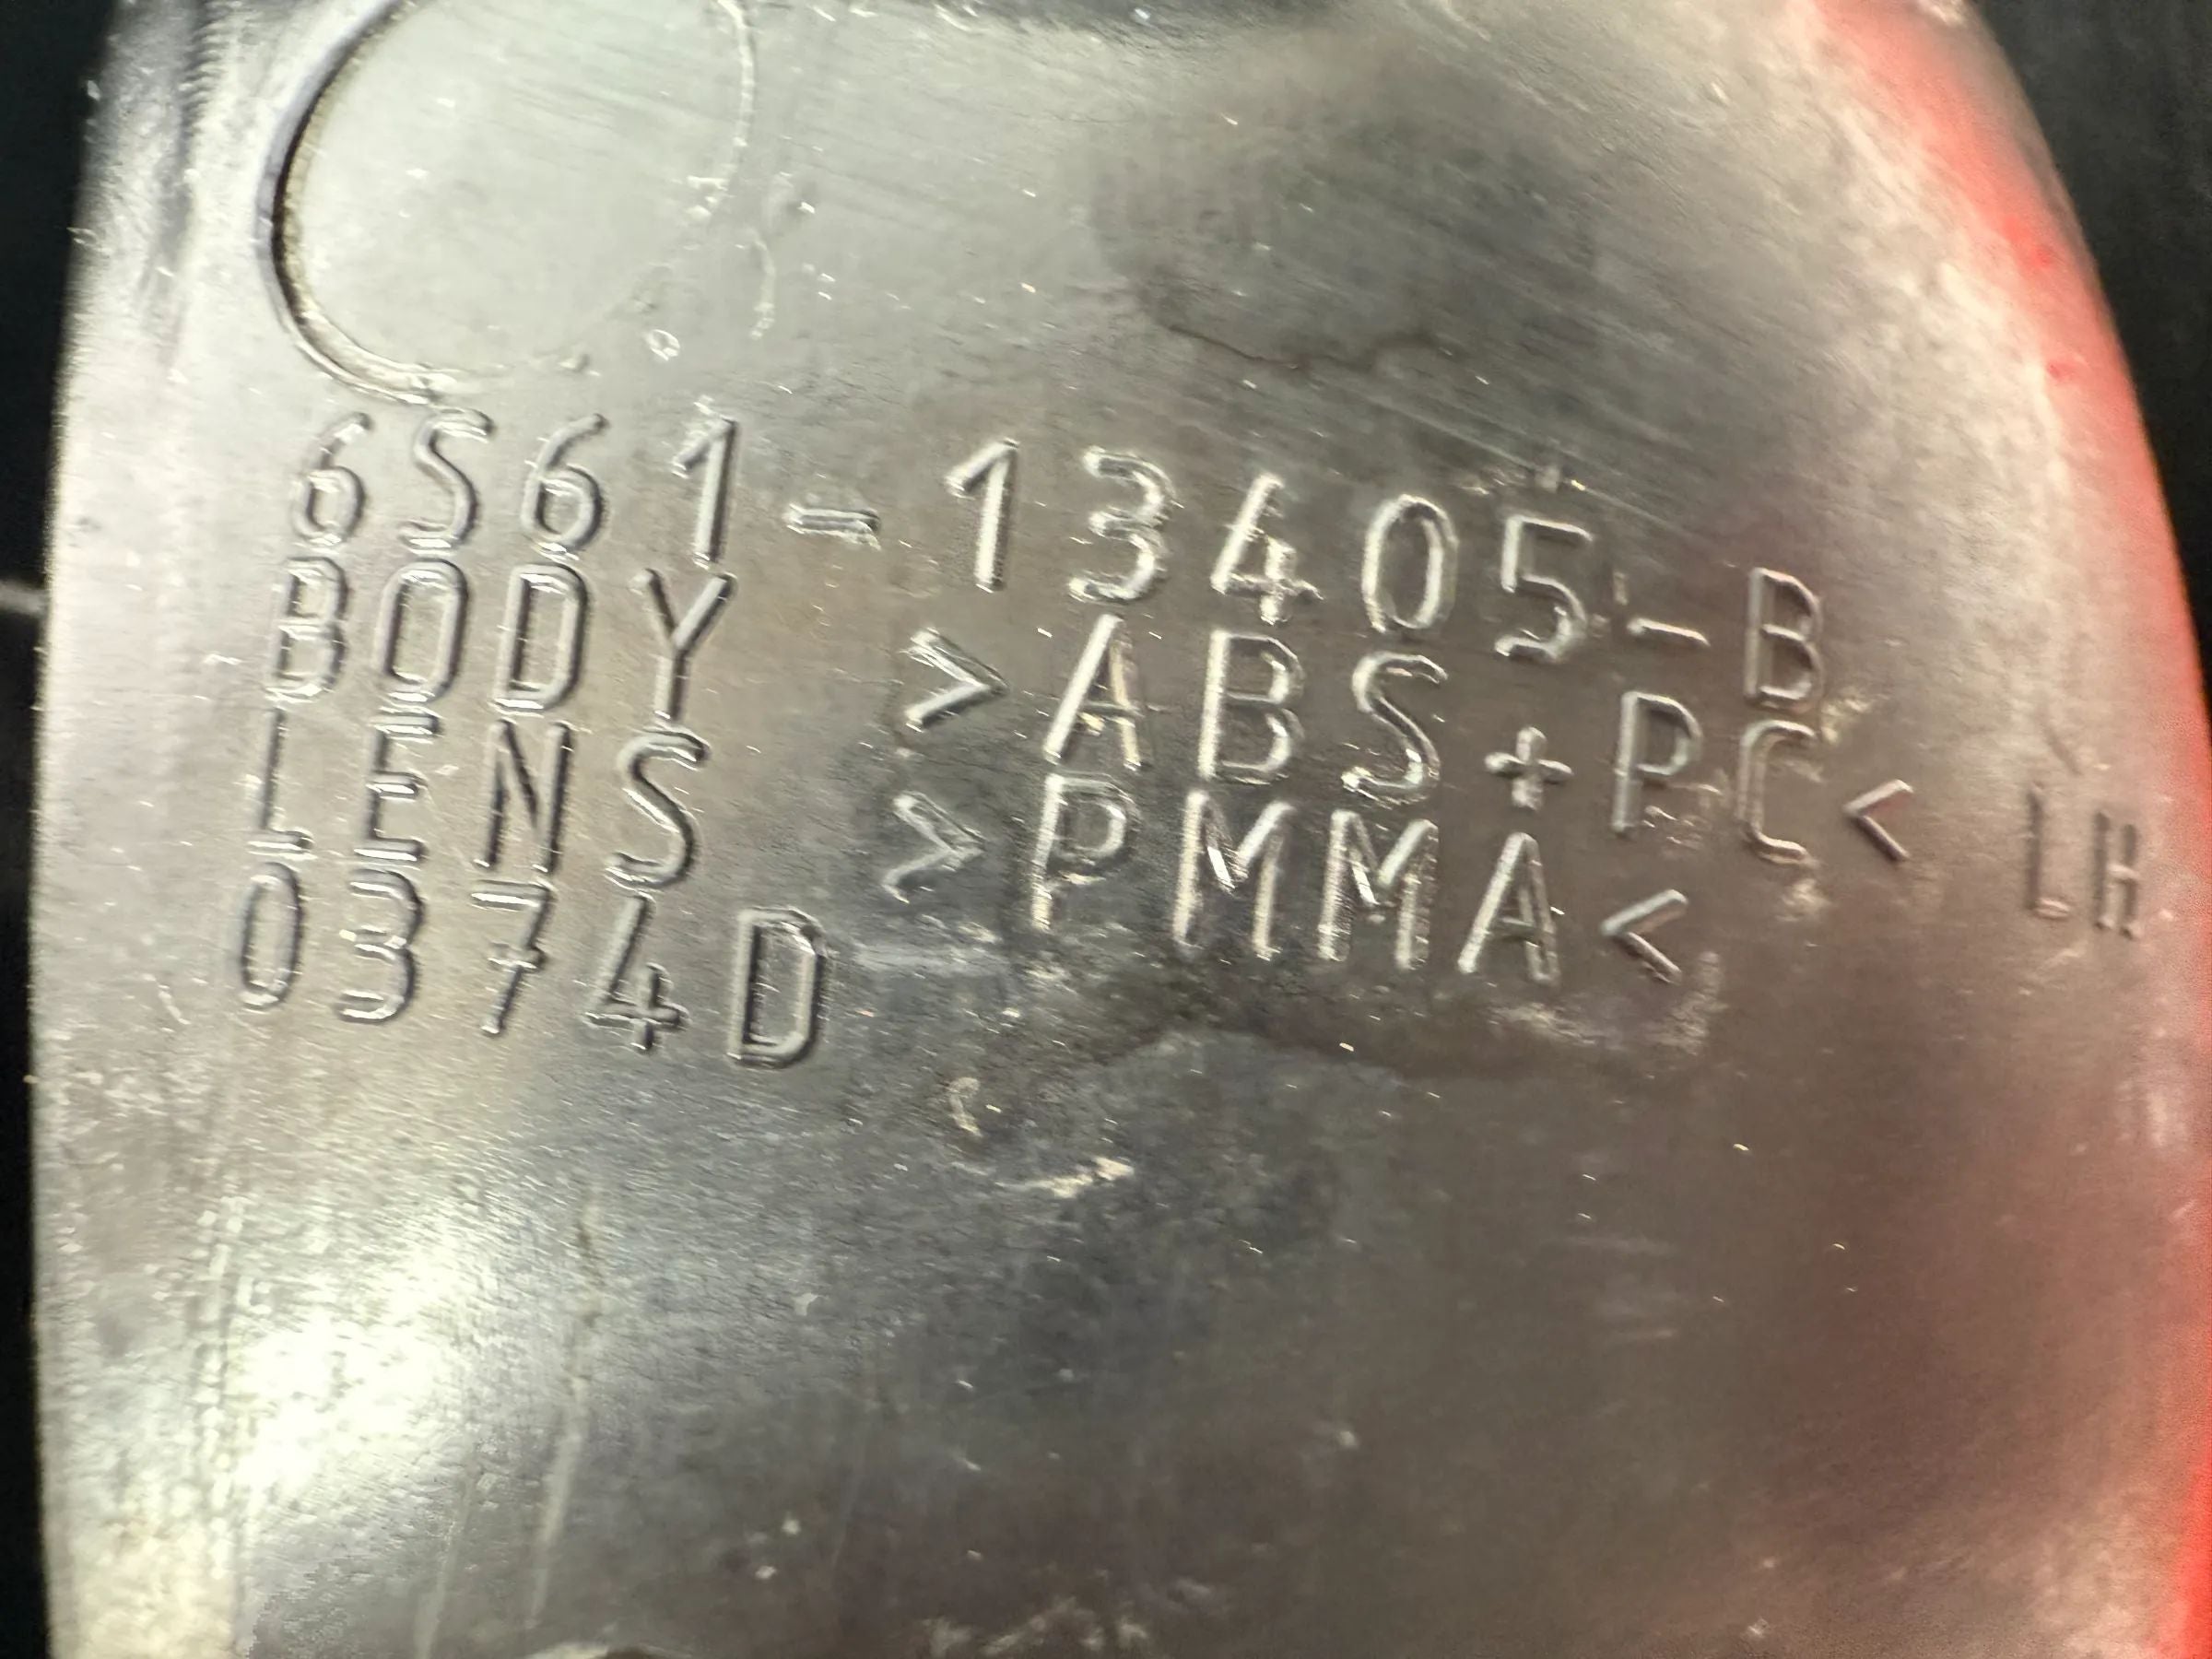 6S61-13405-B
BODY >ABS+PC<
LENS >PMMA<
0374D
LH